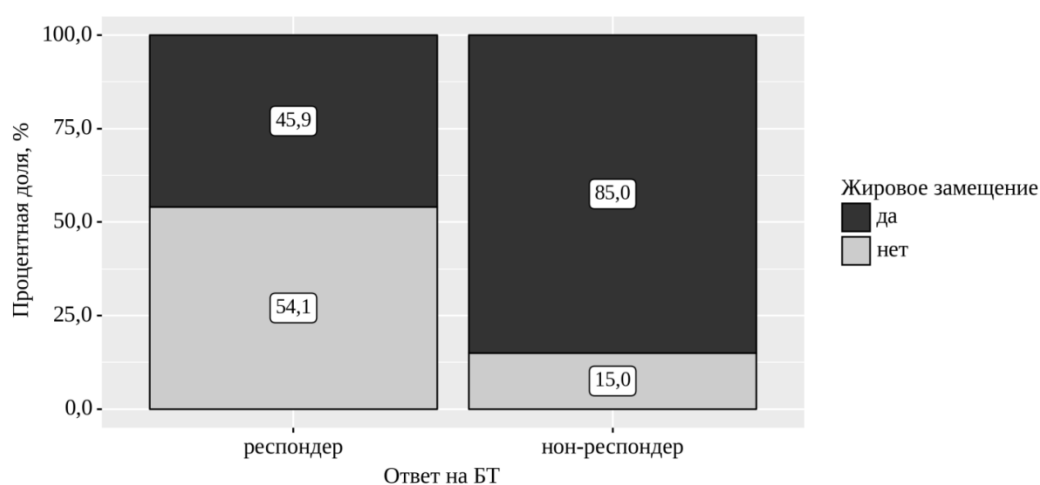 100,0
75,0
50,0
25,0
0,0
Процентная доля, %
45,9
54,1
85,0
15,0
респондер
нон-респондер
Ответ на БТ
Жировое замещение
да
нет